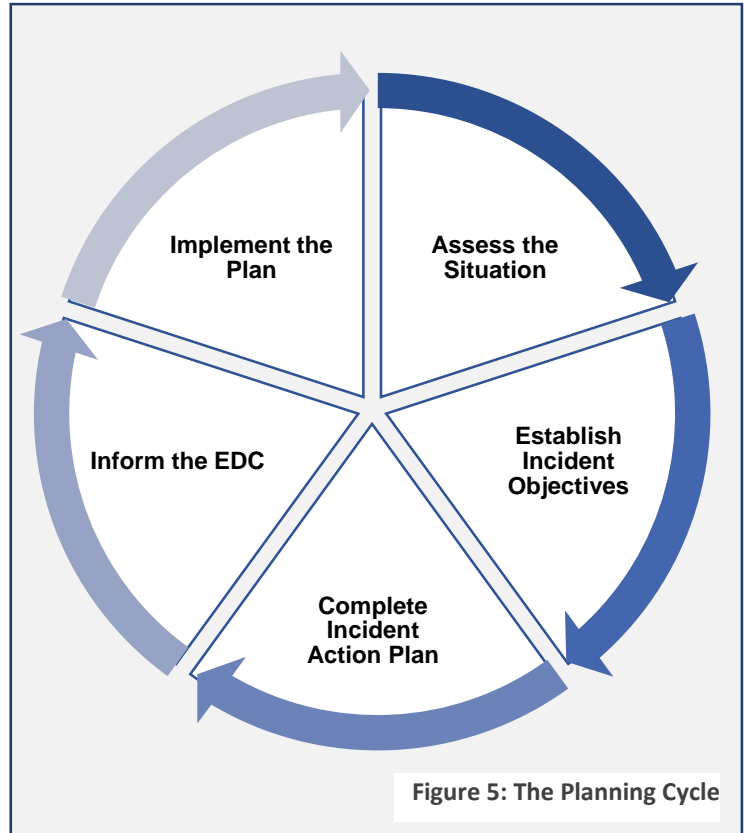 Assess the
Situation
Establish
Incident
Objectives
Complete
Incident
Action Plan
Inform the EDC
Implement the
Plan
Figure 5: The Planning Cycle